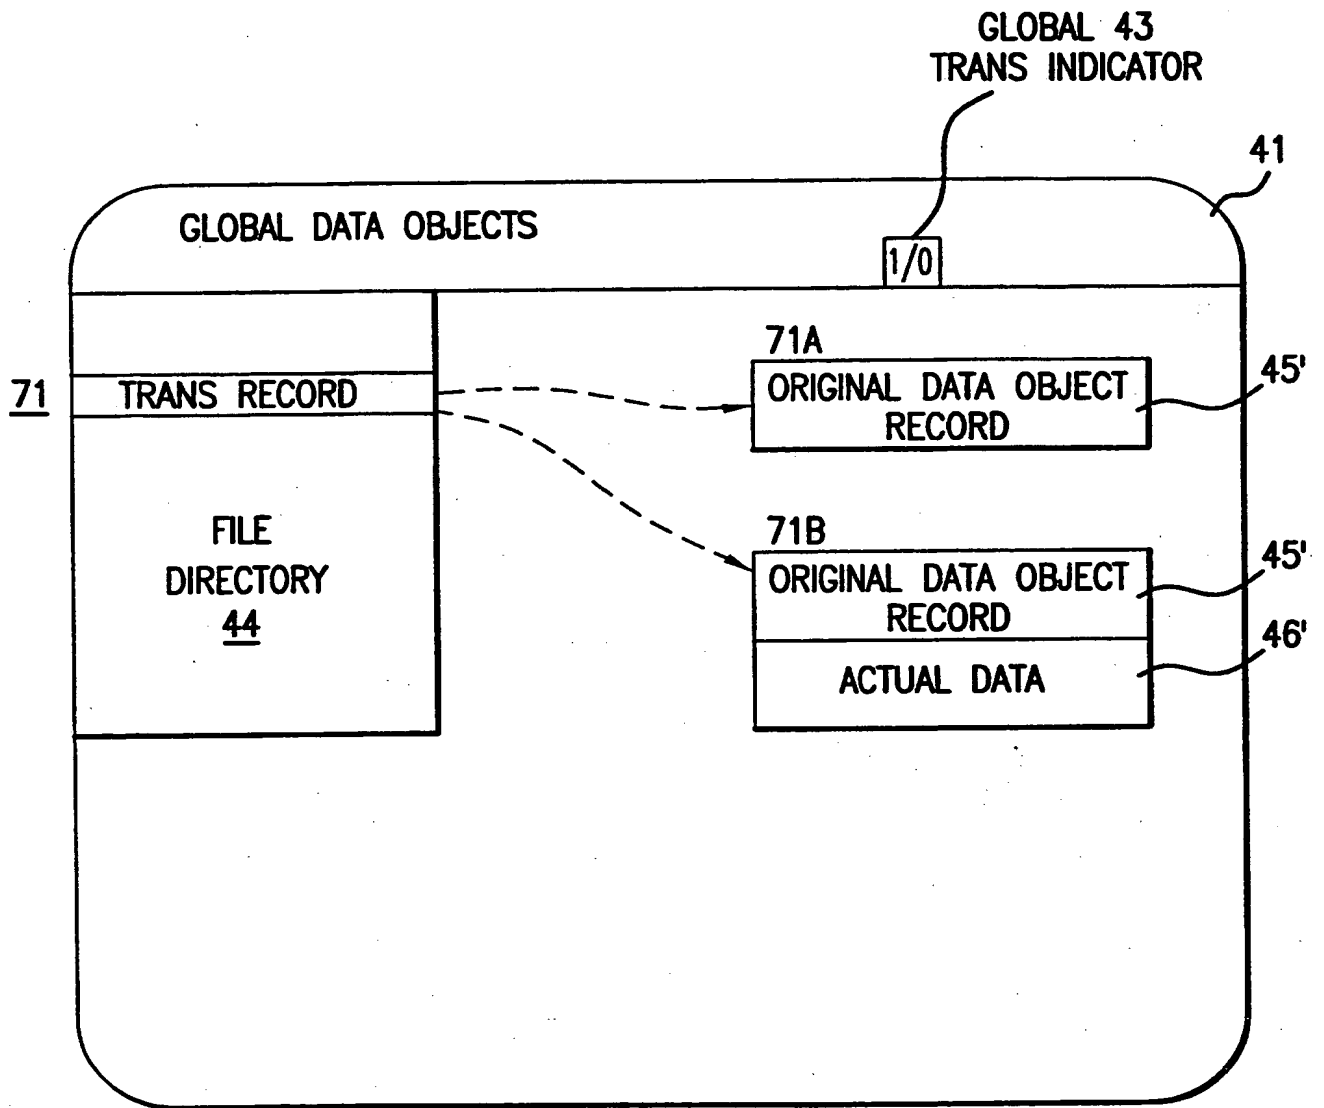 GLOBAL 43
TRANS INDICATOR
41
GLOBAL DATA OBJECTS
1/0
71A
71
TRANS RECORD
ORIGINAL DATA OBJECT
RECORD
45'
FILE
DIRECTORY
44
71B
ORIGINAL DATA OBJECT
RECORD
45'
ACTUAL DATA
46'